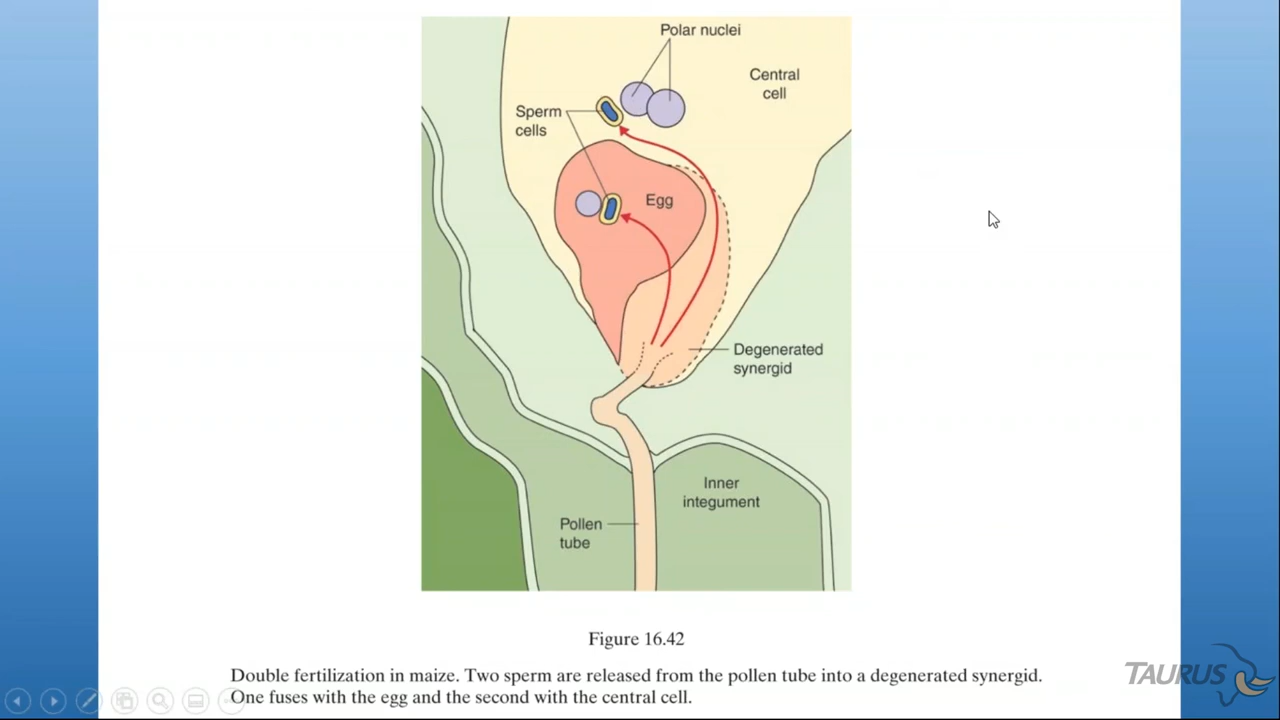 Polar nuclei
Central
cell
Sperm
cells
Egg
Degenerated
synergid
Inner
integument
Pollen
tube
Figure 16.42
Double fertilization in maize. Two sperm are released from the pollen tube into a degenerated synergid.
One fuses with the egg and the second with the central cell.
TAURUS